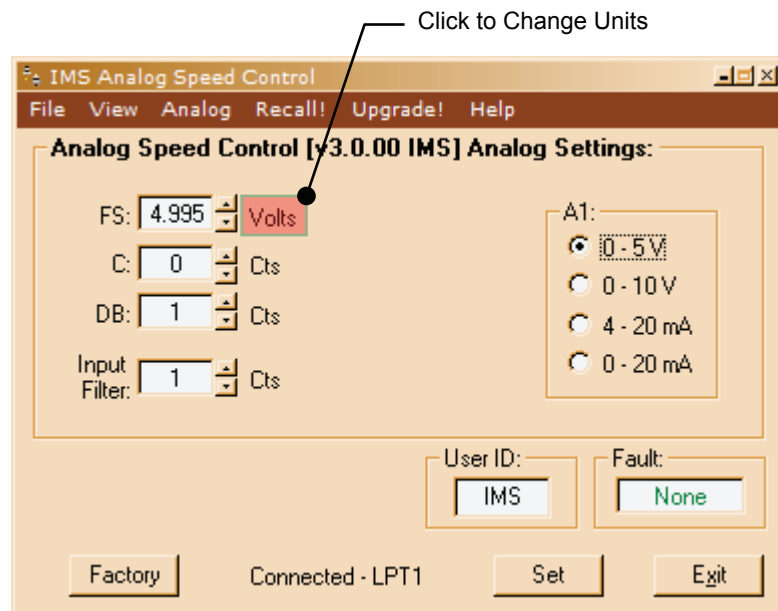 Click to Change Units
IMS Analog Speed Control
File View Analog Recall! Upgrade! Help
Analog Speed Control [v3.0.00 IMS] Analog Settings:
FS: 4.995 Volts
C: 0 Cts
DB: 1 Cts
Input Filter: 1 Cts
A1:
0 - 5 V
0 - 10 V
4 - 20 mA
0 - 20 mA
User ID:
IMS
Fault:
None
Factory
Connected - LPT1
Set
Exit